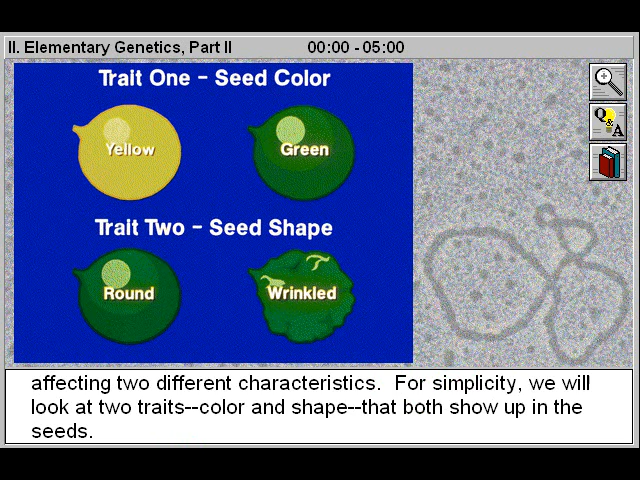 II. Elementary Genetics, Part II 00:00 - 05:00
Trait One - Seed Color
Yellow Green
Trait Two - Seed Shape
Round Wrinkled
Q&A
affecting two different characteristics. For simplicity, we will
look at two traits--color and shape--that both show up in the
seeds.